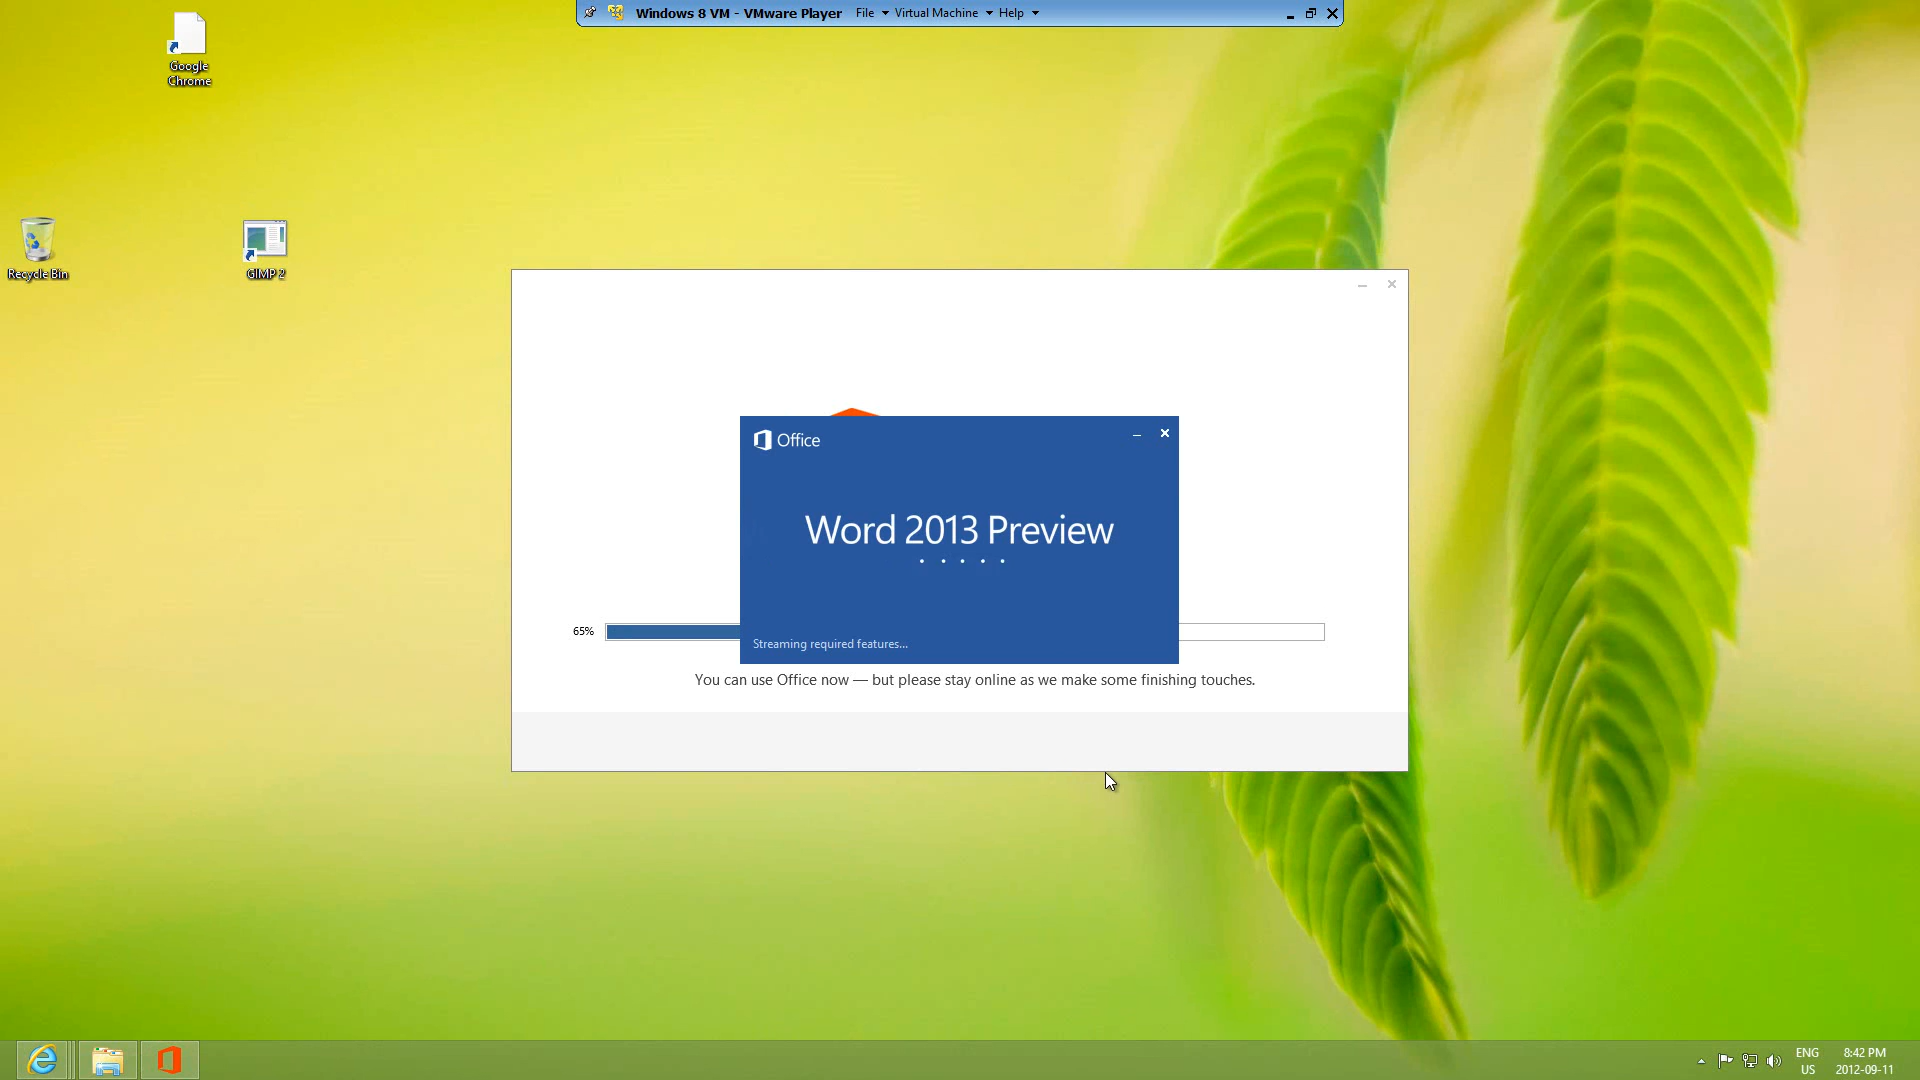 Windows 8 VM - VMware Player File Virtual Machine Help
Google
Chrome
Recycle Bin
GIMP 2
Office
Word 2013 Preview
65%
Streaming required features...
You can use Office now — but please stay online as we make some finishing touches.
ENG 8:42 PM
US 2012-09-11